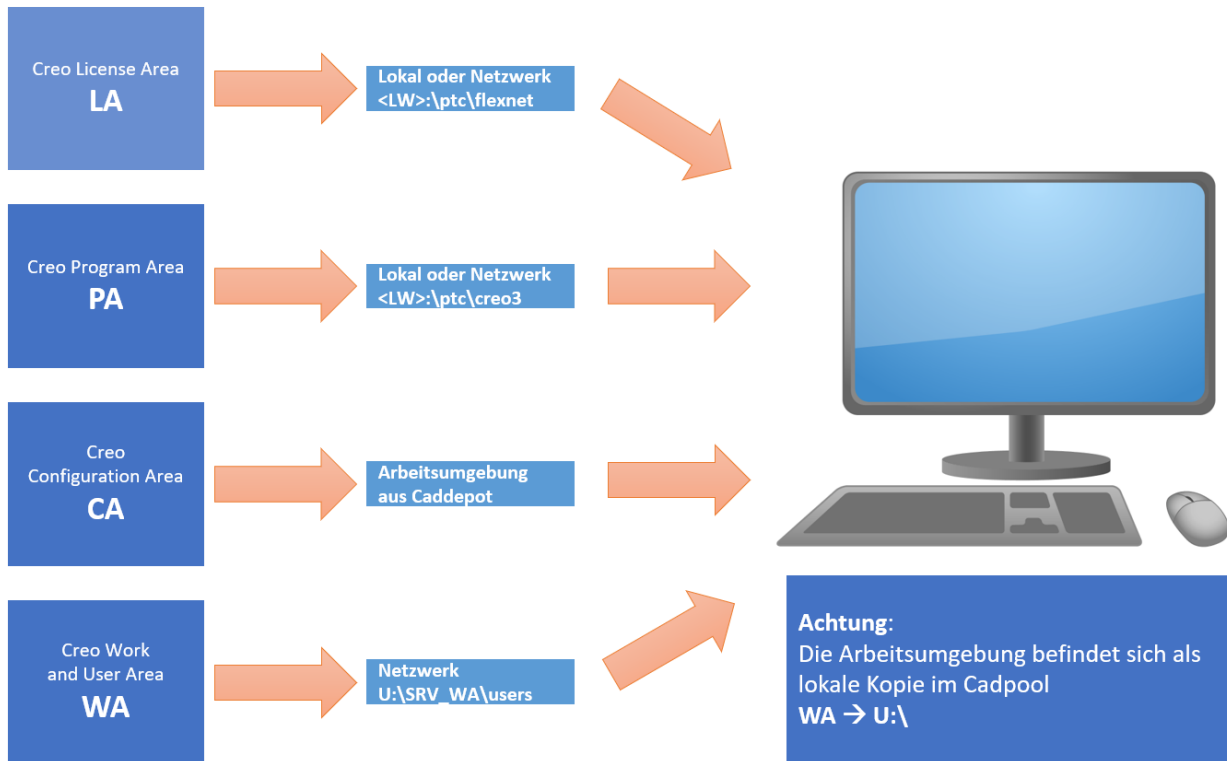 Creo License Area
LA
Lokal oder Netzwerk
<LW>:\ptc\flexnet
Creo Program Area
PA
Lokal oder Netzwerk
<LW>:\ptc\creo3
Creo
Configuration Area
CA
Arbeitsumgebung
aus Caddepot
Creo Work
and User Area
WA
Netzwerk
U:\SRV_WA\users
Achtung:
Die Arbeitsumgebung befindet sich als
lokale Kopie im Cadpool
WA → U:\